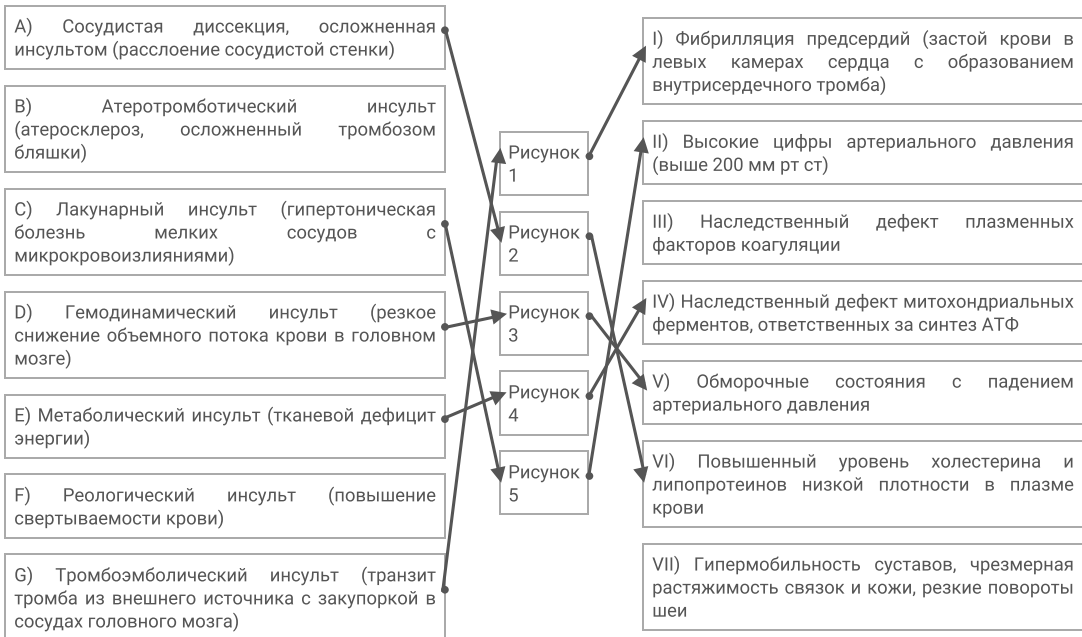 А) Сосудистая диссекция, осложненная
инсультом (расслоение сосудистой стенки)
B) Атеротромботический инсульт
(атеросклероз, осложненный тромбозом
бляшки)
C) Лакунарный инсульт (гипертоническая
болезнь мелких сосудов с
микрокровоизлияниями)
D) Гемодинамический инсульт (резкое
снижение объемного потока крови в головном
мозге)
E) Метаболический инсульт (тканевой дефицит
энергии)
F) Реологический инсульт (повышение
свертываемости крови)
G) Тромбоэмболический инсульт (транзит
тромба из внешнего источника с закупоркой в
сосудах головного мозга)
Рисунок
1
Рисунок
2
Рисунок
3
Рисунок
4
Рисунок
5
I) Фибрилляция предсердий (застой крови в
левых камерах сердца с образованием
внутрисердечного тромба)
II) Высокие цифры артериального давления
(выше 200 мм рт ст)
III) Наследственный дефект плазменных
факторов коагуляции
IV) Наследственный дефект митохондриальных
ферментов, ответственных за синтез АТФ
V) Обморочные состояния с падением
артериального давления
VI) Повышенный уровень холестерина и
липопротеинов низкой плотности в плазме
крови
VII) Гипермобильность суставов, чрезмерная
растяжимость связок и кожи, резкие повороты
шеи